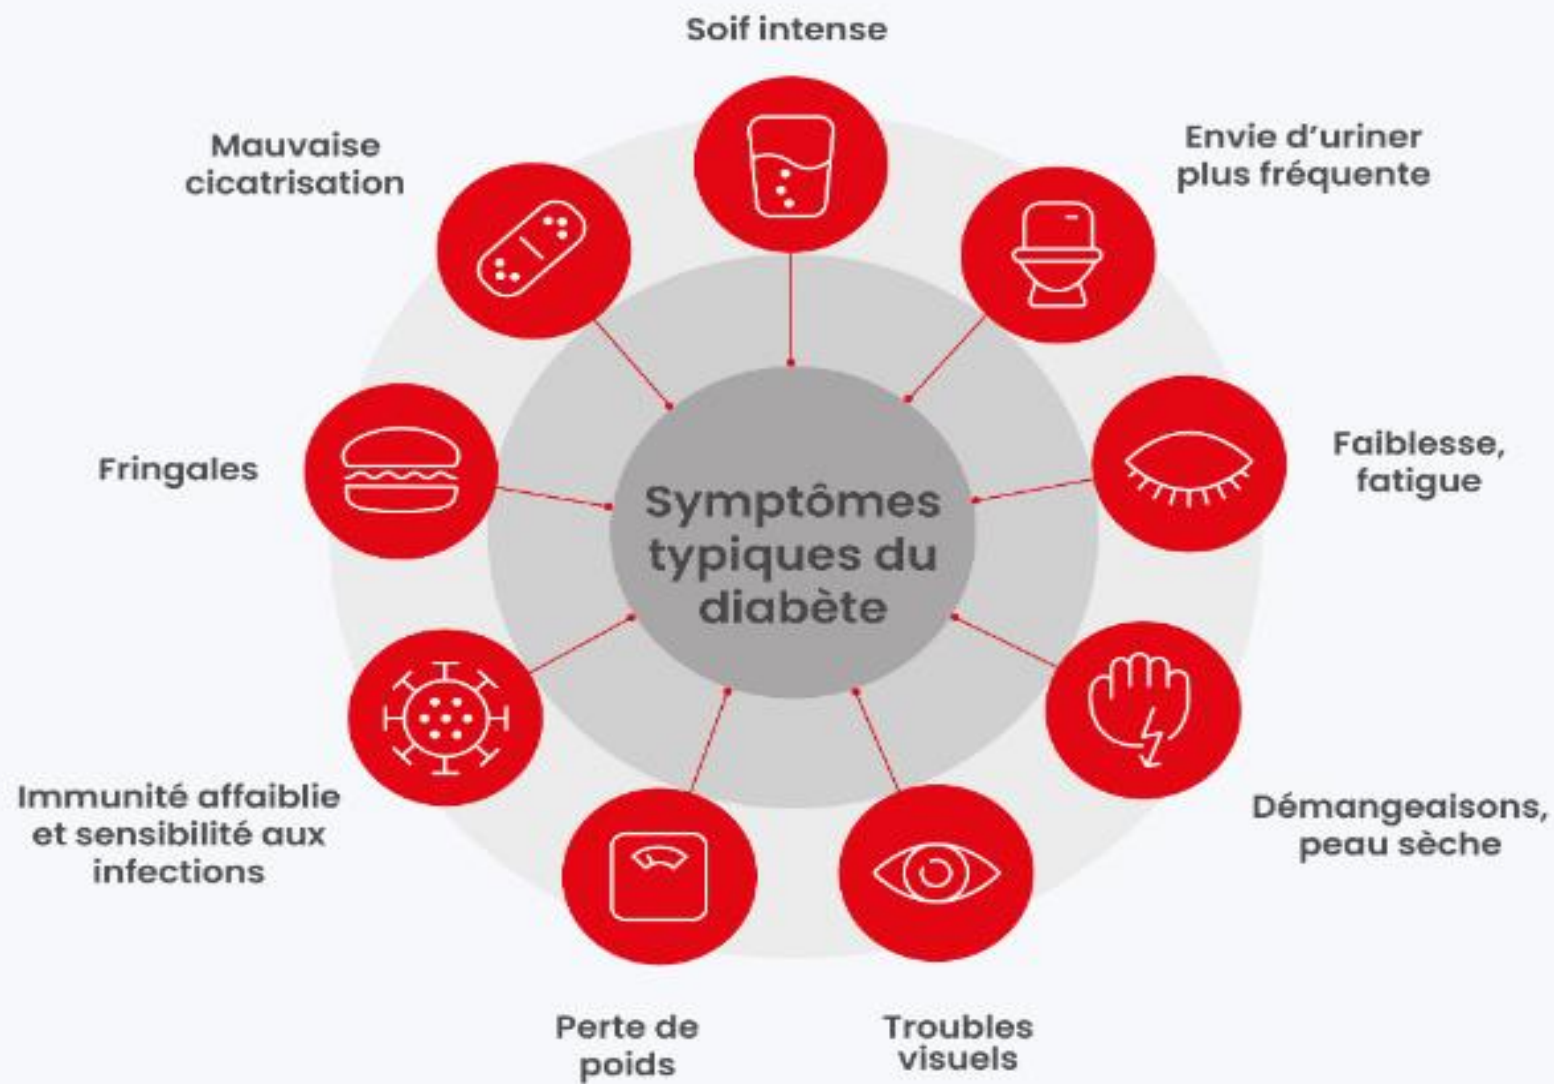 Soif intense
Envie d'uriner
plus fréquente
Faiblesse,
fatigue
Démangeaisons,
peau sèche
Troubles
visuels
Perte de
poids
Immunité affaiblie
et sensibilité aux
infections
Fringales
Mauvaise
cicatrisation
Symptômes
typiques du
diabète